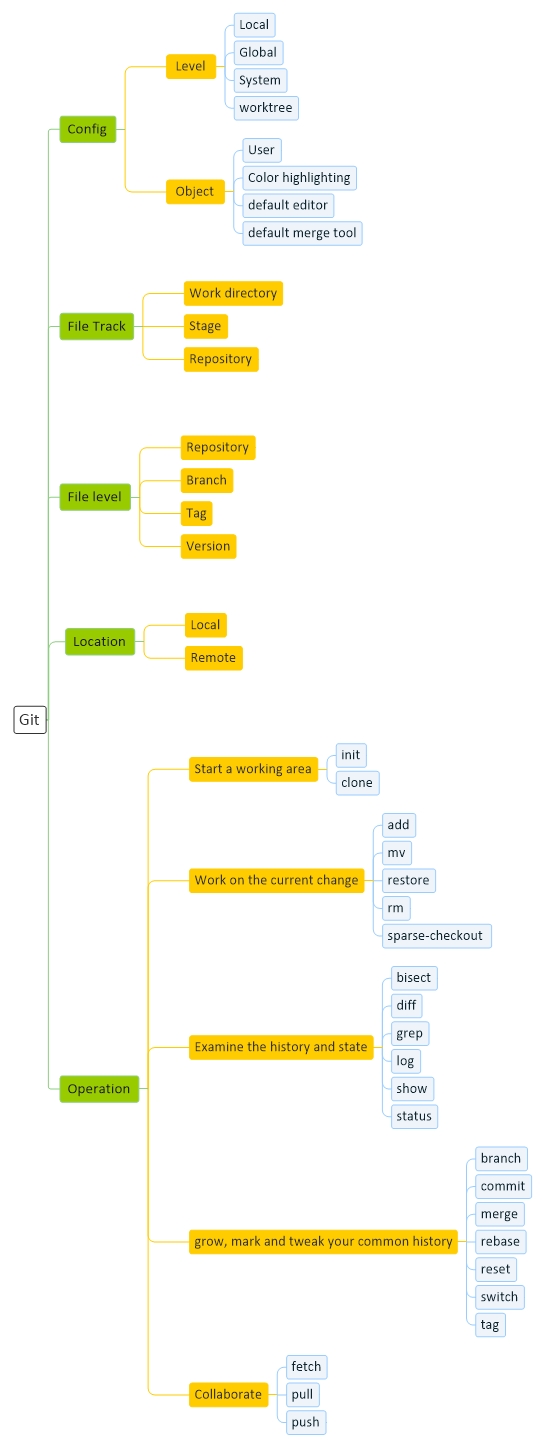 Local
Global
Level
System
worktree
Config
User
Color highlighting
Object
default editor
default merge tool
Work directory
File Track
Stage
Repository
Repository
Branch
File level
Tag
Version
Local
Location
Remote
Git
init
Start a working area
clone
add
mv
Work on the current change
restore
rm
sparse-checkout
bisect
diff
grep
Examine the history and state
log
show
Operation
status
branch
commit
merge
grow, mark and tweak your common history
rebase
reset
switch
tag
fetch
Collaborate
pull
push